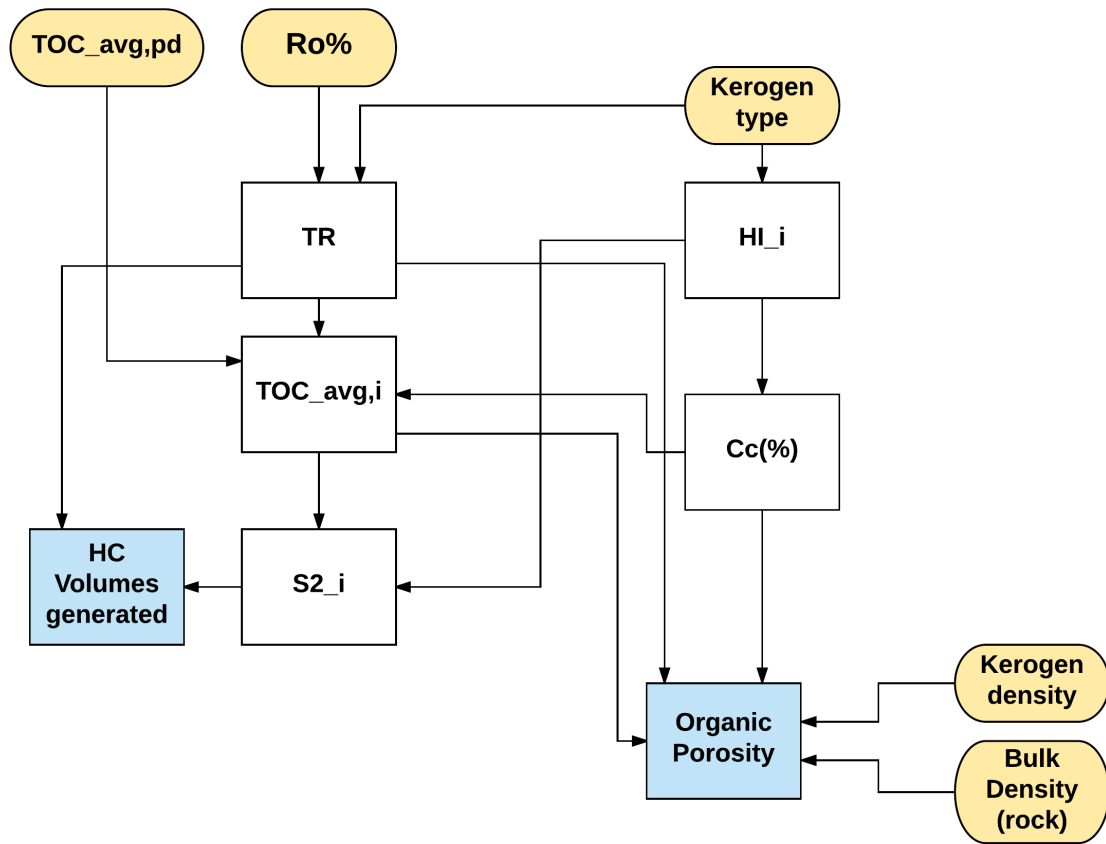 TOC_avg,pd
Ro%
Kerogen
type
TR
HI_i
TOC_avg,i
Cc(%)
HC
Volumes
generated
S2_i
Organic
Porosity
Kerogen
density
Bulk
Density
(rock)